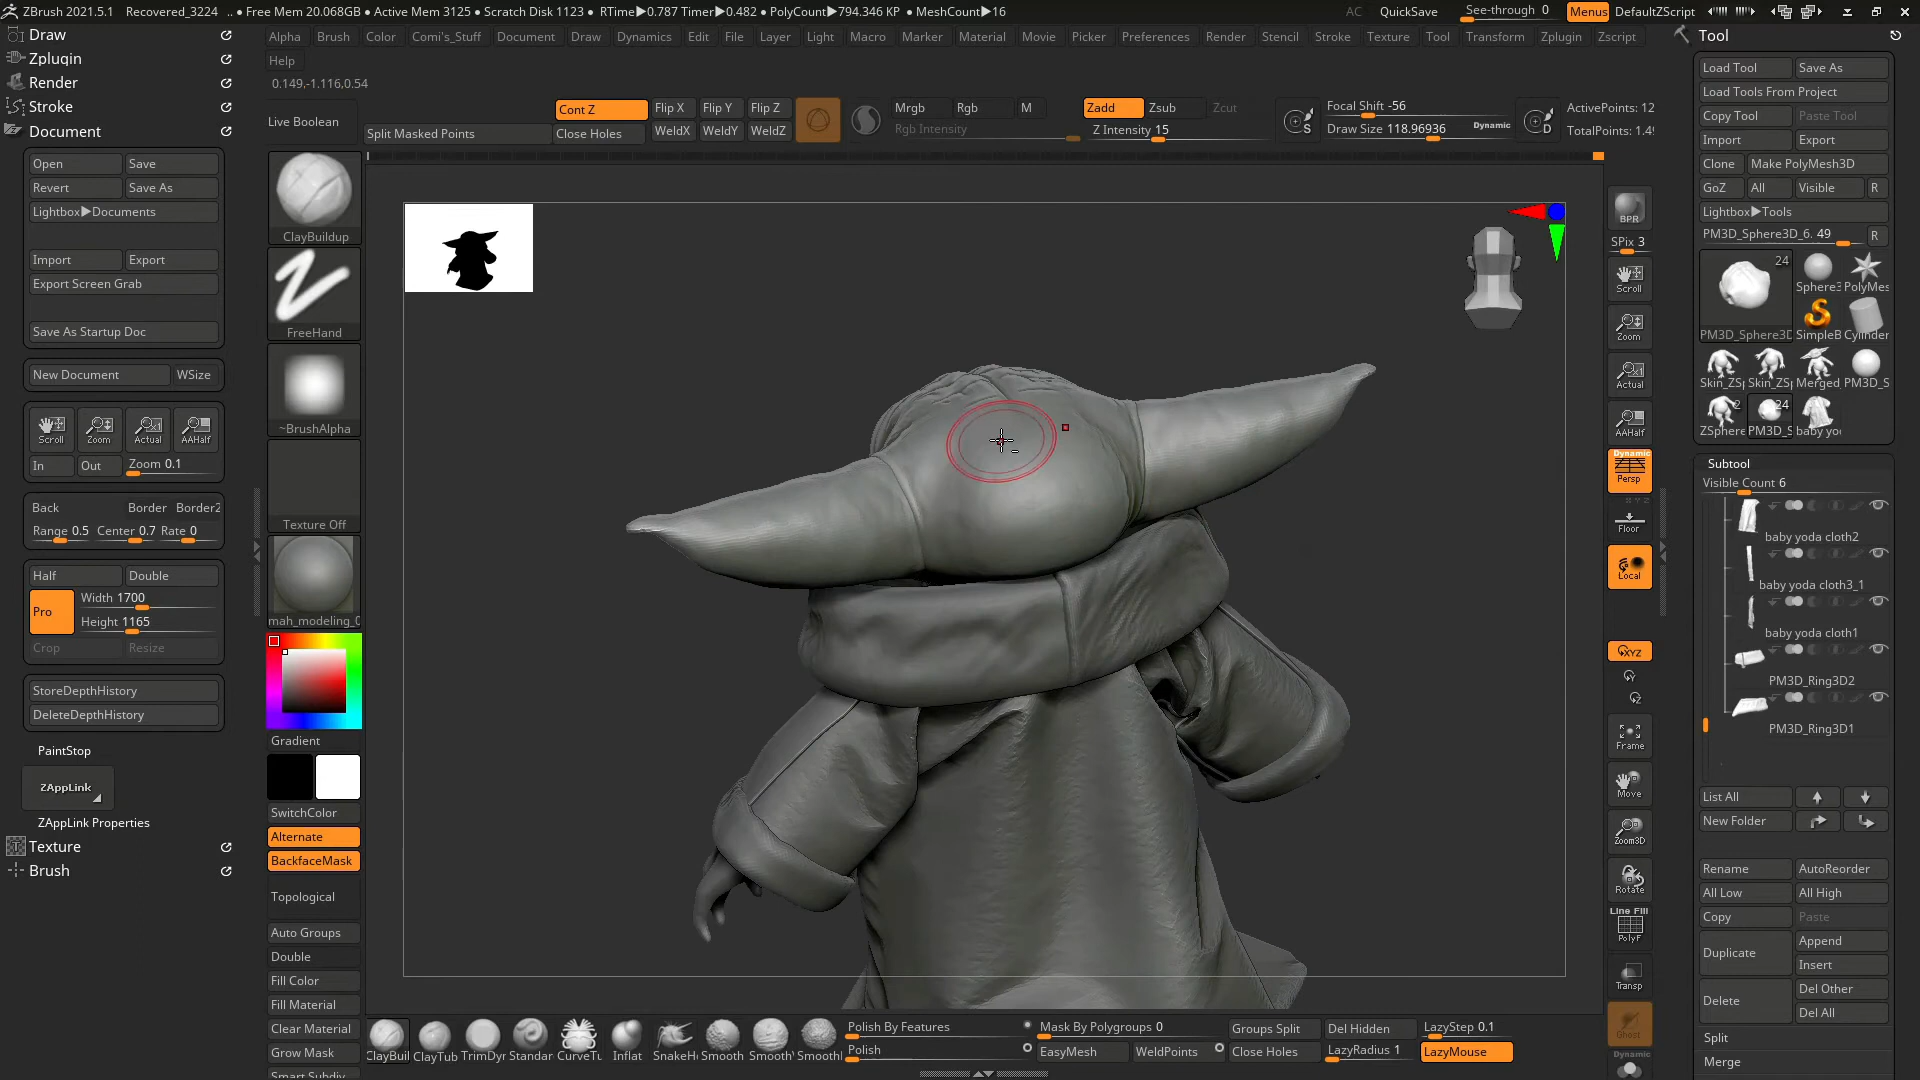 ZBrush 2021.5.1 Recovered_3224 .. • Free Mem 20.068GB • Active Mem 3125 • Scratch Disk 1123 • RTime▶0.787 Timer▶0.482 • PolyCount▶794.346 KP • MeshCount▶16 AC QuickSave See-through 0 Menus DefaultZScript
Draw
Zplugin
Render
Stroke
Document
Open Save
Revert Save As
Lightbox▶Documents
Import Export
Export Screen Grab
Save As Startup Doc
New Document WSize
Scroll Zoom Actual AAHalf
In Out Zoom 0.1
Back Border Border2
Range 0.5 Center 0.7 Rate 0
Half Double
Pro Width 1700
Height 1165
Crop Resize
StoreDepthHistory
DeleteDepthHistory
PaintStop
ZAppLink
ZAppLink Properties
Texture
Brush
Alpha Brush Color Comi's_Stuff Document Draw Dynamics Edit File Layer Light Macro Marker Material Movie Picker Preferences Render Stencil Stroke Texture Tool Transform Zplugin Zscript
Help
0.149,-1.116,0.54
Live Boolean
Split Masked Points
Cont Z
Close Holes
Flip X Flip Y Flip Z
WeldX WeldY WeldZ
Mrgb Rgb M
Rgb Intensity
Zadd Zsub Zcut
Z Intensity 15
S
Focal Shift -56
Draw Size 118.96936 Dynamic
D
ActivePoints: 12
TotalPoints: 1.4
ClayBuildup
FreeHand
~BrushAlpha
Texture Off
mah_modeling_0
Gradient
SwitchColor
Alternate
BackfaceMask
Topological
Auto Groups
Double
Fill Color
Fill Material
Clear Material
Grow Mask
Smart Subdiv
ClayBuil ClayTub TrimDyr Standar CurveTu Inflat SnakeHo Smooth Smooth Smooth
Polish By Features
Polish
Mask By Polygroups 0
EasyMesh WeldPoints
Groups Split
Close Holes
Del Hidden
LazyRadius 1
LazyStep 0.1
LazyMouse
BPR
SPix 3
Scroll
Zoom
Actual
AAHalf
Dynamic
Persp
Floor
Local
XYZ
Frame
Move
Zoom3D
Rotate
Line Fill
PolyF
Transp
Ghost
Dynamic
Tool
Load Tool Save As
Load Tools From Project
Copy Tool Paste Tool
Import Export
Clone Make PolyMesh3D
GoZ All Visible R
Lightbox▶Tools
PM3D_Sphere3D_6. 49 R
24
PM3D_Sphere3D
Sphere3 PolyMes
SimpleB Cylinder
Skin_ZS Skin_ZS Merged PM3D_S
2 24
ZSphere PM3D_S baby yo
Subtool
Visible Count 6
baby yoda cloth2
baby yoda cloth3_1
baby yoda cloth1
PM3D_Ring3D2
PM3D_Ring3D1
List All
New Folder
Rename AutoReorder
All Low All High
Copy Paste
Duplicate Append
Insert
Delete Del Other
Del All
Split
Merge